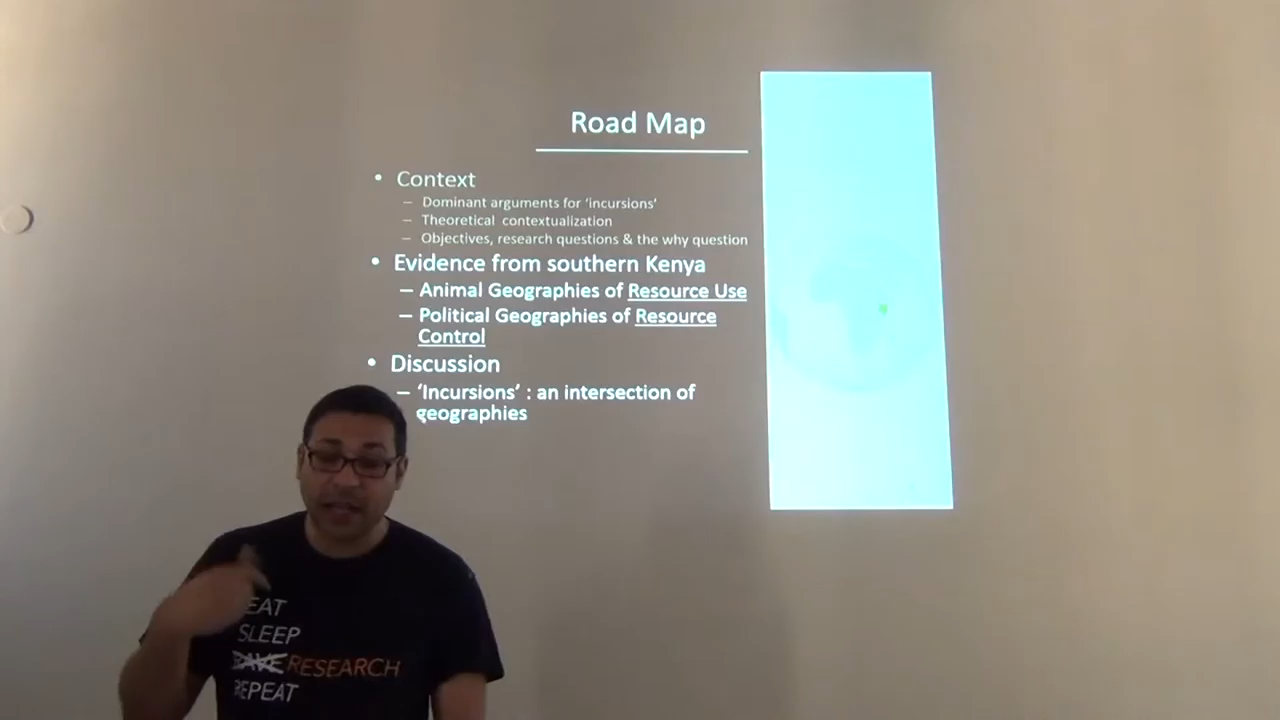 Road Map
• Context
– Dominant arguments for 'incursions'
– Theoretical contextualization
– Objectives, research questions & the why question
• Evidence from southern Kenya
– Animal Geographies of Resource Use
– Political Geographies of Resource
Control
• Discussion
– 'Incursions' : an intersection of
geographies
EAT
SLEEP
RAVE RESEARCH
REPEAT